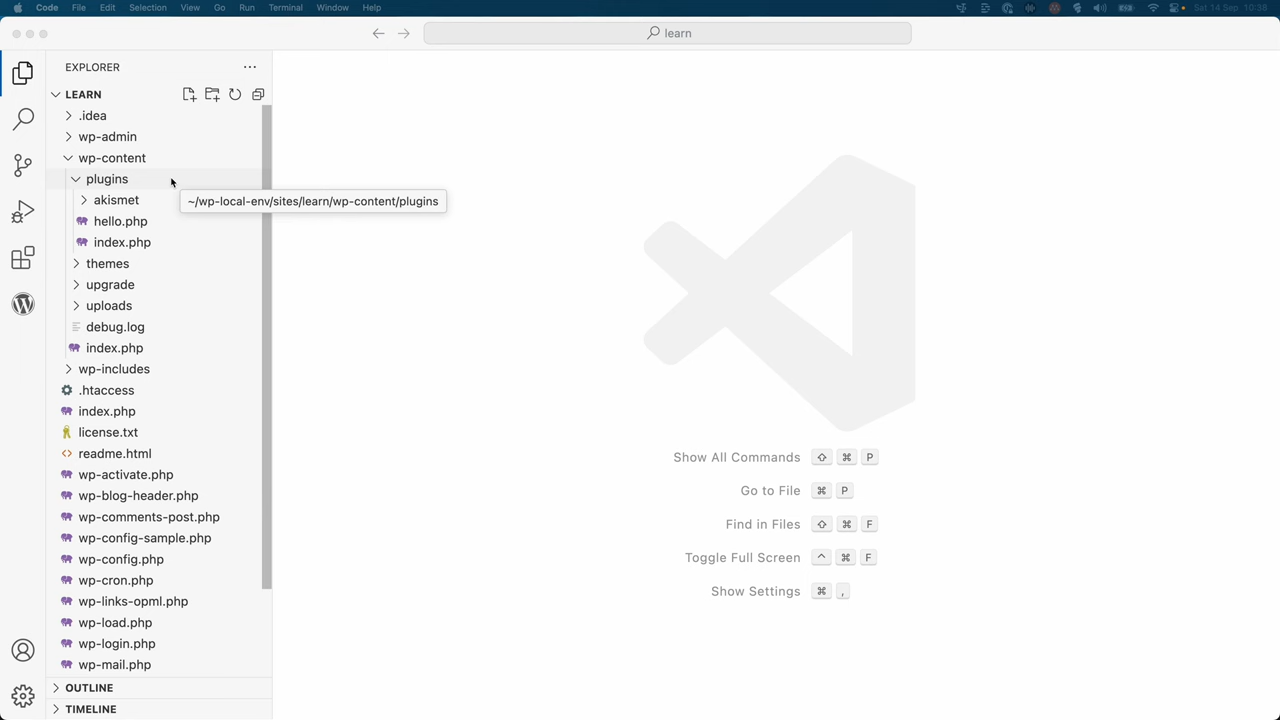 Code File Edit Selection View Go Run Terminal Window Help Sat 14 Sep 10:38
learn
EXPLORER
LEARN
.idea
wp-admin
wp-content
plugins
~/wp-local-env/sites/learn/wp-content/plugins
akismet
hello.php
index.php
themes
upgrade
uploads
debug.log
index.php
wp-includes
.htaccess
index.php
license.txt
readme.html
wp-activate.php
wp-blog-header.php
wp-comments-post.php
wp-config-sample.php
wp-config.php
wp-cron.php
wp-links-opml.php
wp-load.php
wp-login.php
wp-mail.php
OUTLINE
TIMELINE
Show All Commands ⇧ ⌘ P
Go to File ⌘ P
Find in Files ⇧ ⌘ F
Toggle Full Screen ^ ⌘ F
Show Settings ⌘ ,